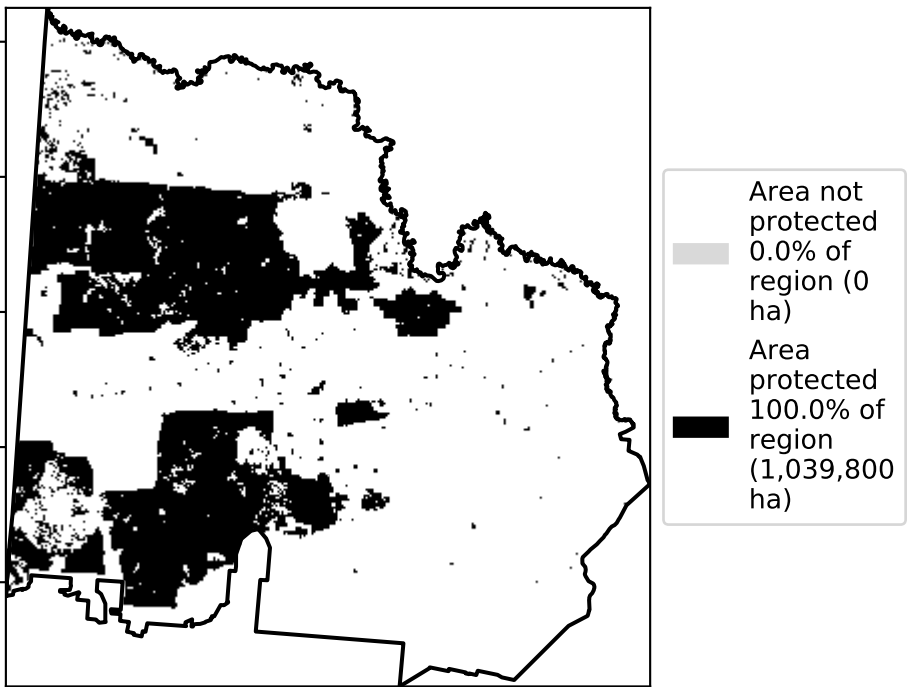 Area not
protected
0.0% of
region (0
ha)
Area
protected
100.0% of
region
(1,039,800
ha)